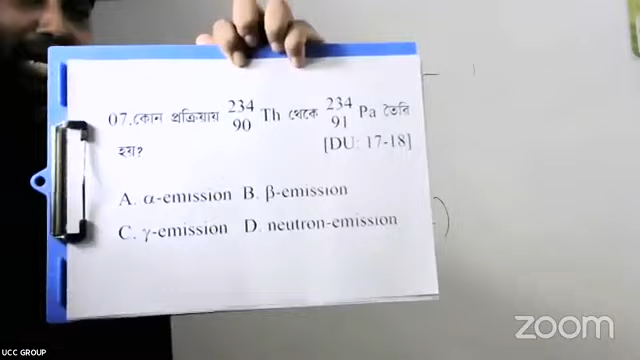 07.কোন প্রক্রিয়ায় 234 90 Th থেকে 234 91 Pa তৈরি
হয়? [DU: 17-18]
A. α-emission B. β-emission
C. γ-emission D. neutron-emission
zoom
UCC GROUP